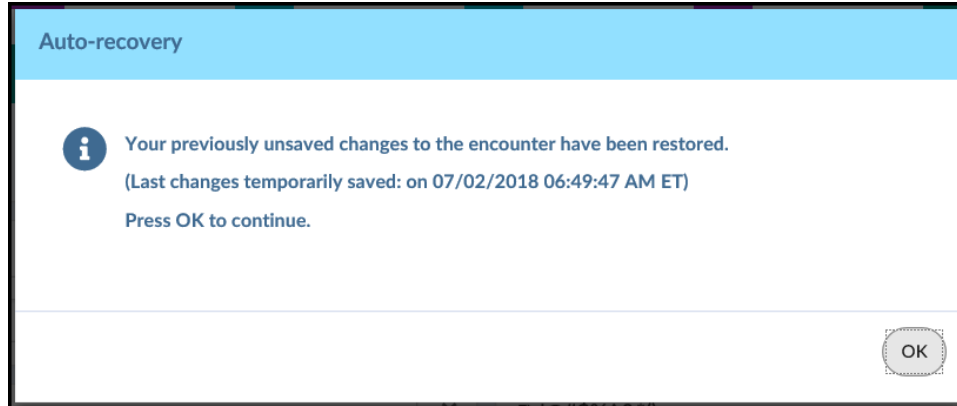 Auto-recovery
Your previously unsaved changes to the encounter have been restored.
(Last changes temporarily saved: on 07/02/2018 06:49:47 AM ET)
Press OK to continue.
OK